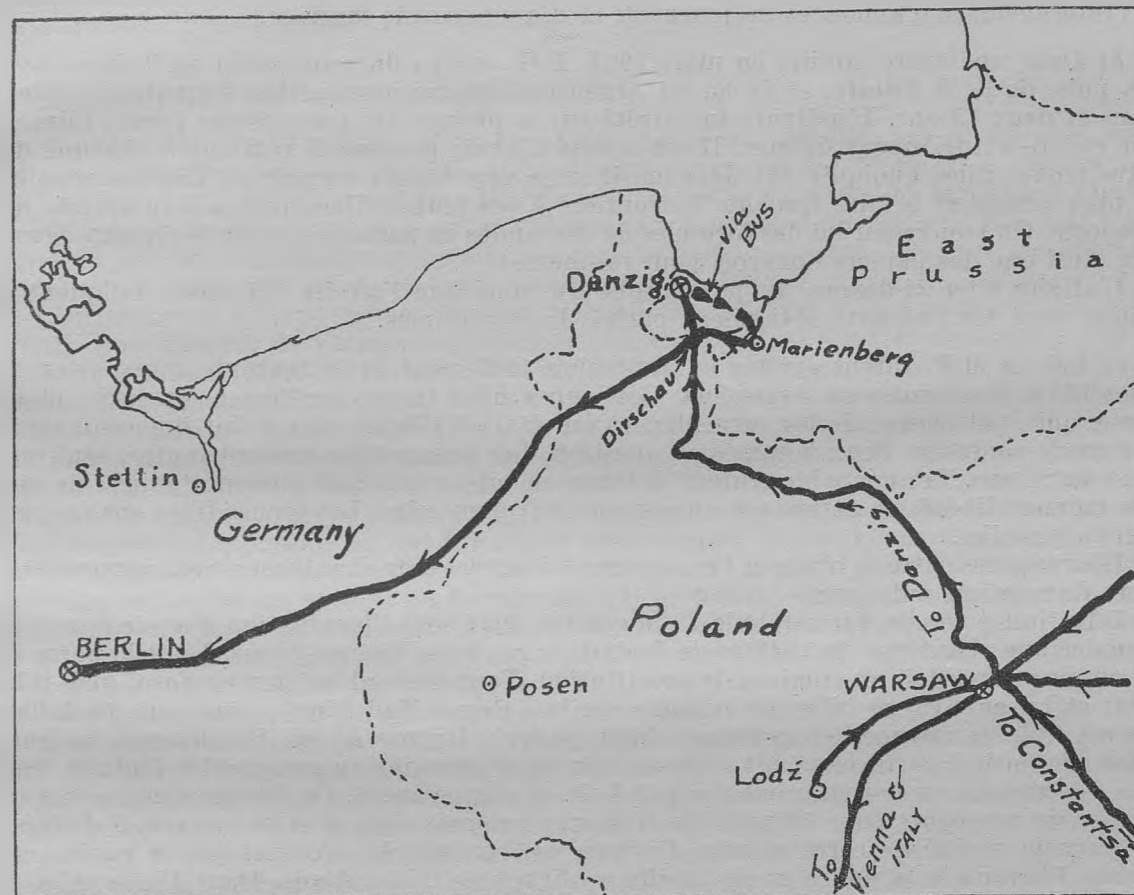 via
Bus
East
Prussia
Danzig
Marienberg
Dirschau
Stettin
Germany
To Danzig
Poland
BERLIN
Posen
WARSAW
Lodz
To Constantsa
To
Vienna &
ITALY